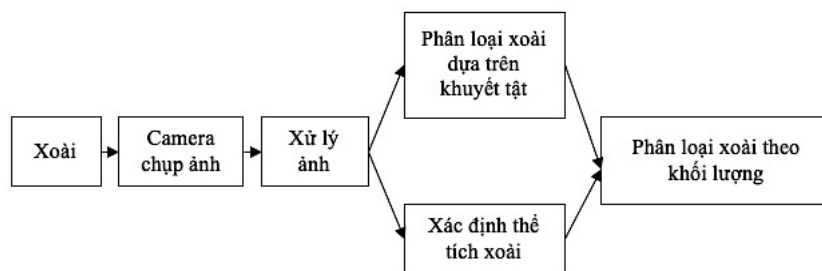 Xoài
Camera
chụp ảnh
Xử lý
ảnh
Phân loại xoài
dựa trên
khuyết tật
Xác định thể
tích xoài
Phân loại xoài theo
khối lượng